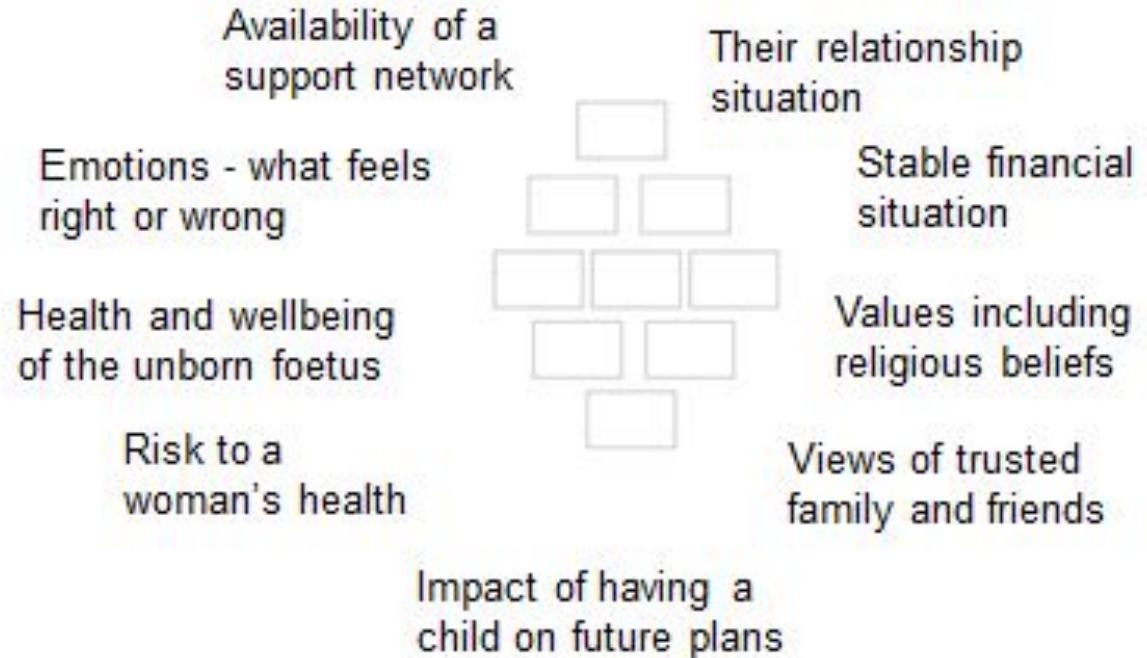 Availability of a
support network
Their relationship
situation
Emotions - what feels
right or wrong
Stable financial
situation
Health and wellbeing
of the unborn foetus
Values including
religious beliefs
Risk to a
woman's health
Views of trusted
family and friends
Impact of having a
child on future plans